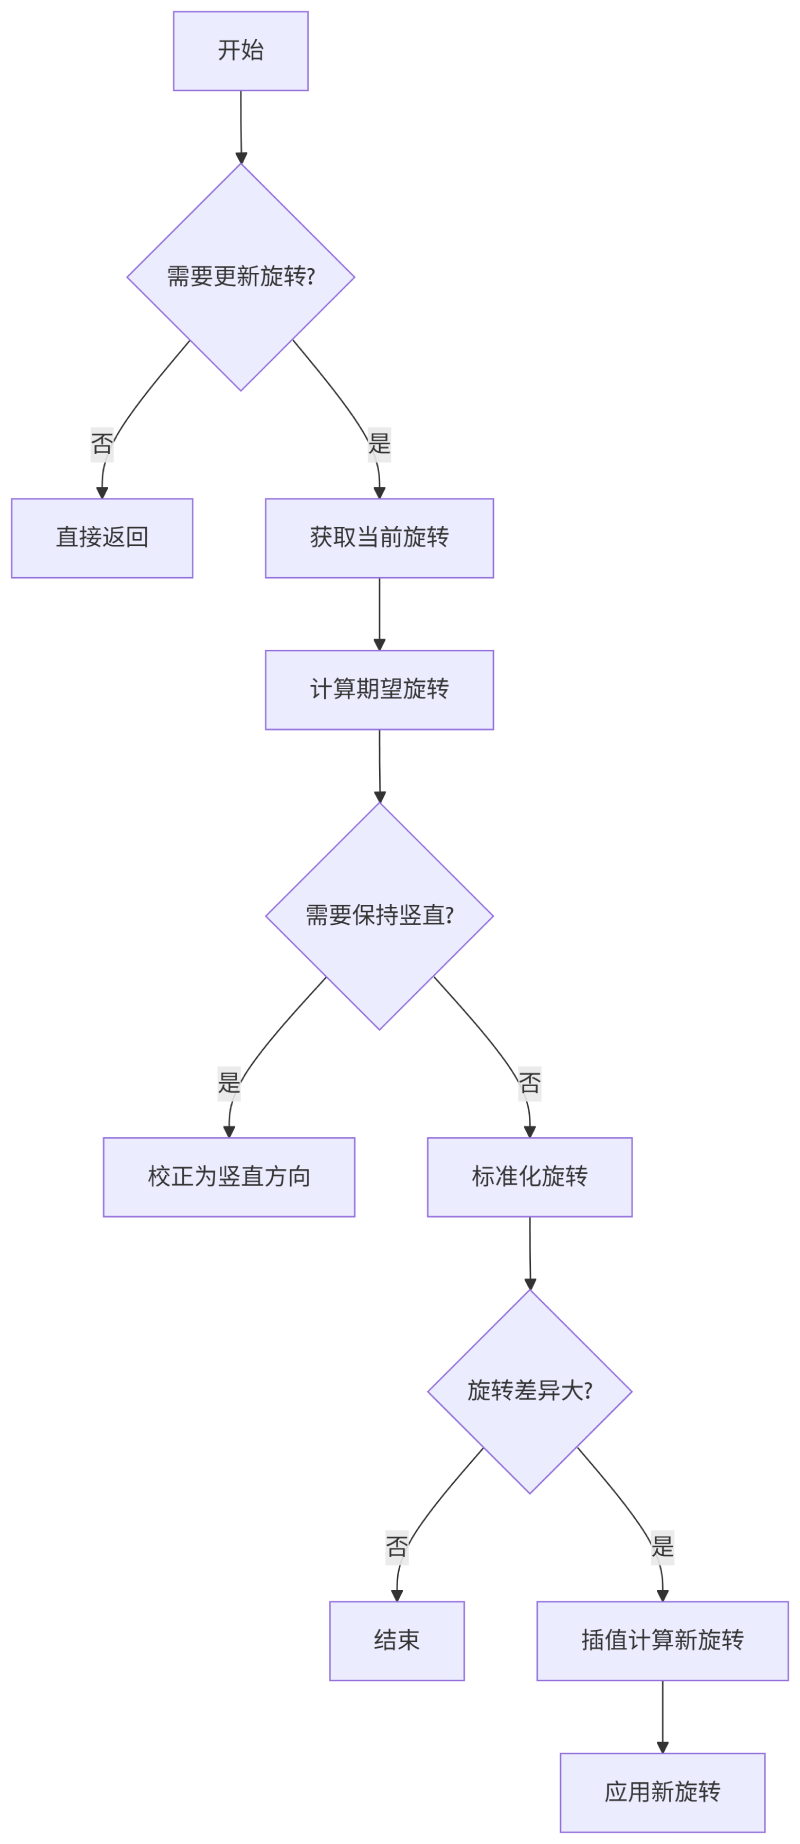 开始
需要更新旋转?
否
是
直接返回
获取当前旋转
计算期望旋转
需要保持竖直?
是
否
校正为竖直方向
标准化旋转
旋转差异大?
否
是
结束
插值计算新旋转
应用新旋转